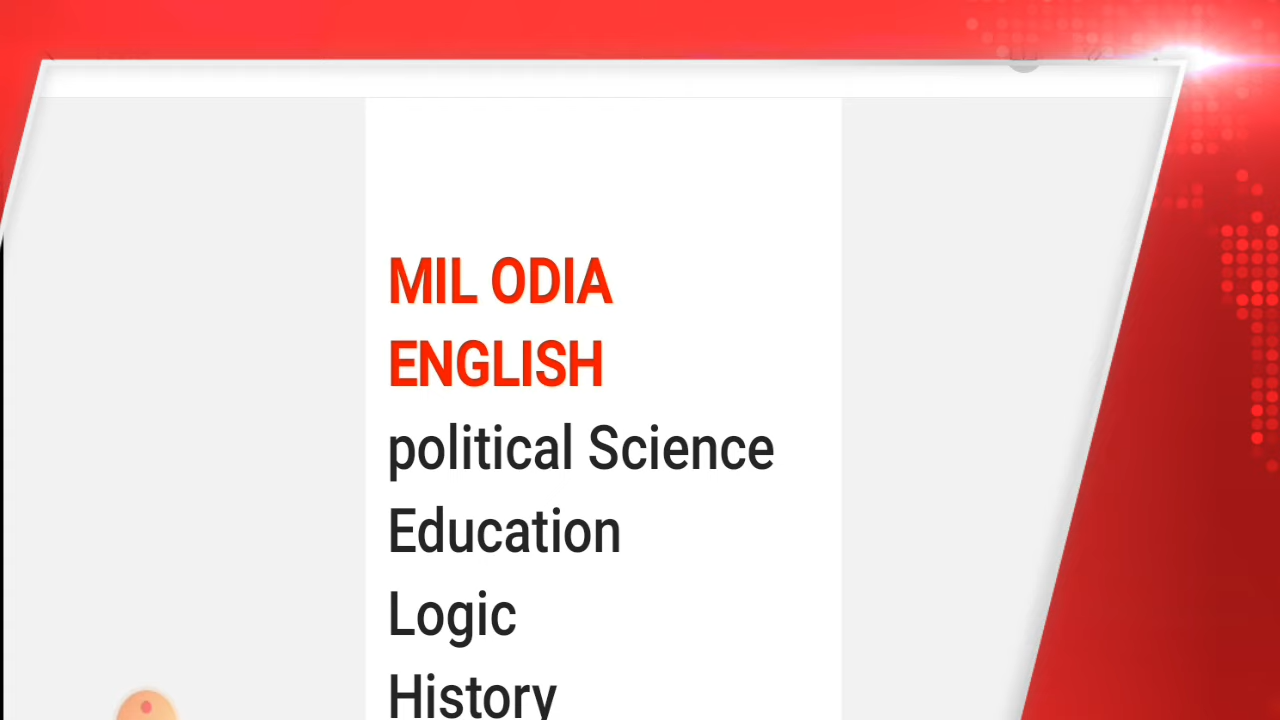 MIL ODIA
ENGLISH
political Science
Education
Logic
History